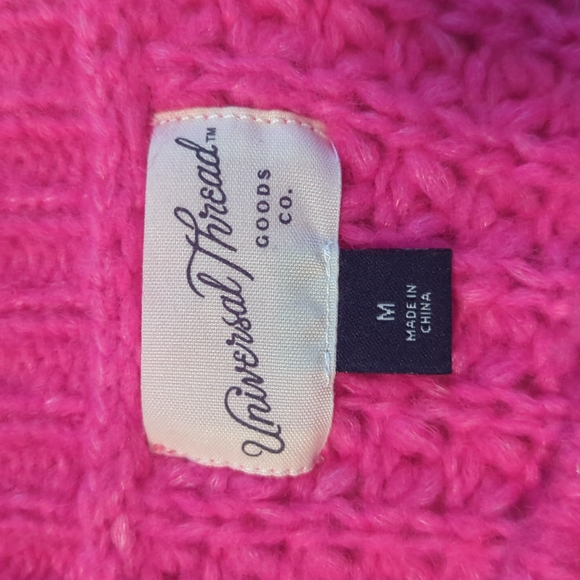 Universal Thread™
GOODS
CO.
M
MADE IN
CHINA